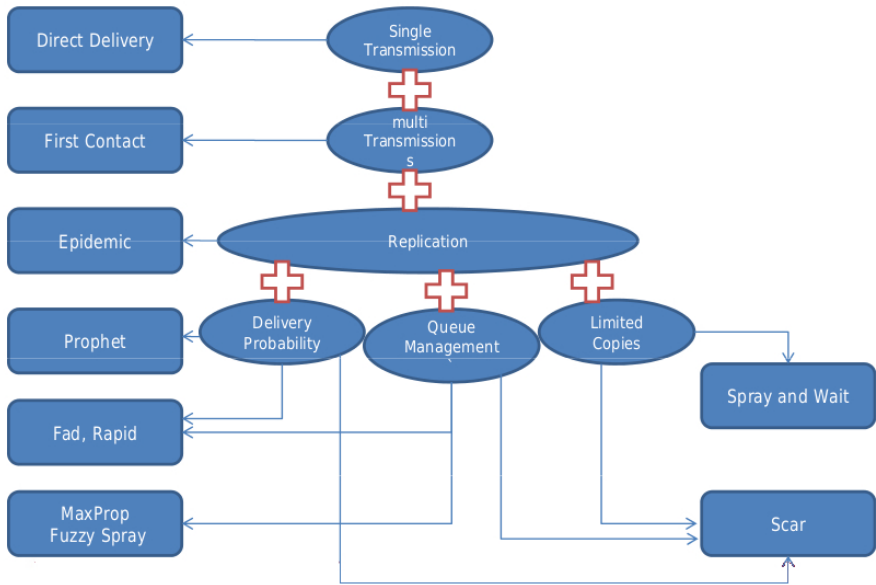 Direct Delivery
Single
Transmission
First Contact
multi
Transmission
s
Epidemic
Replication
Prophet
Delivery
Probability
Queue
Management
`
Limited
Copies
Spray and Wait
Fad, Rapid
MaxProp
Fuzzy Spray
Scar